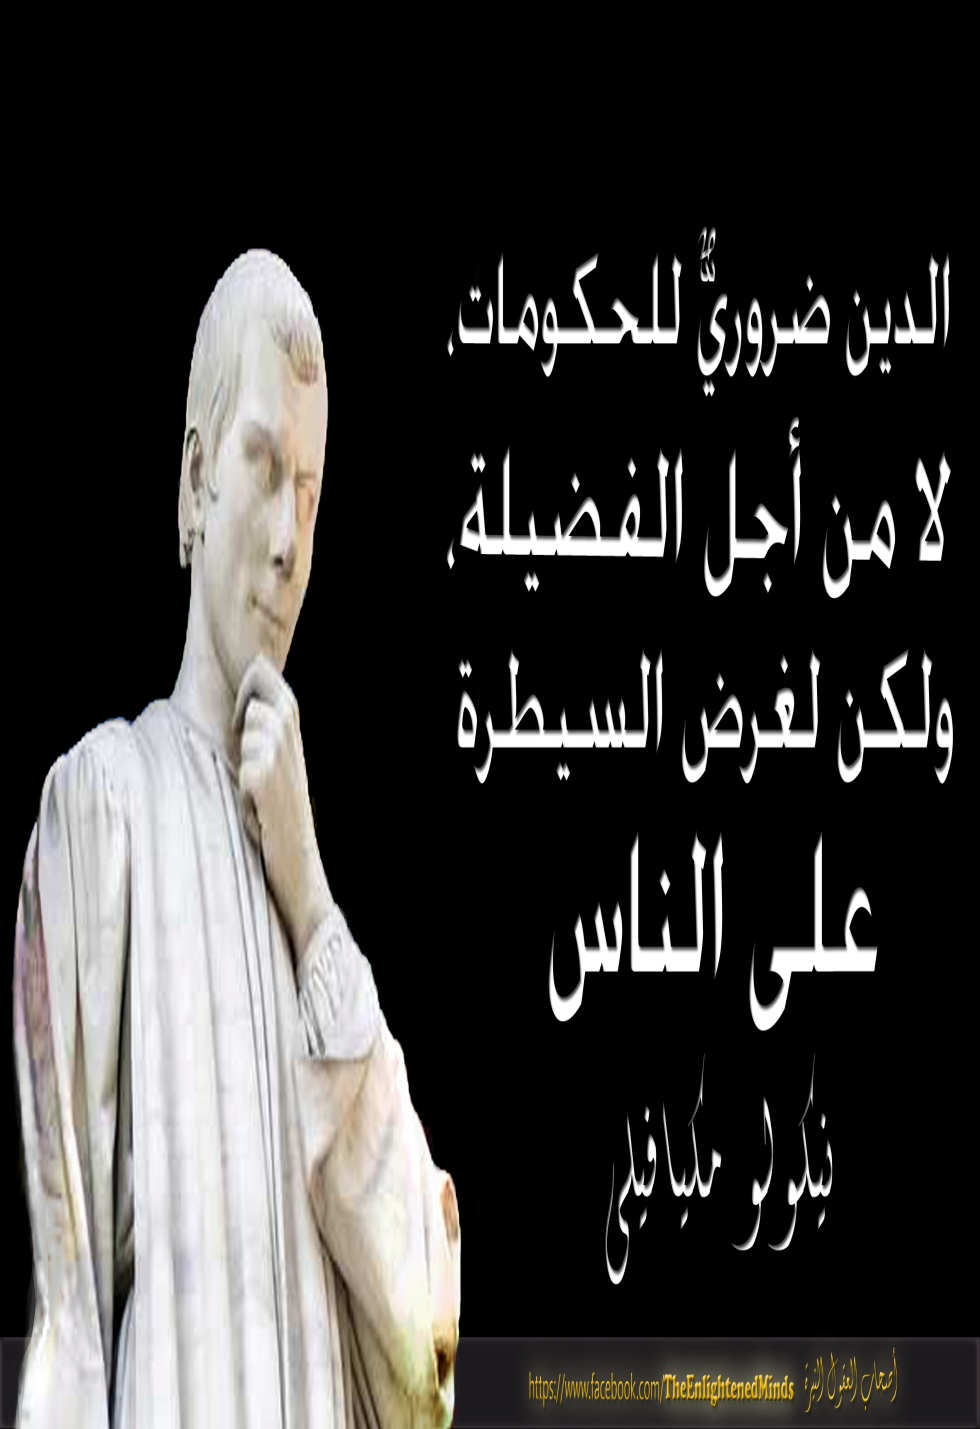 الدين ضروريٌّ للحكومات,
لا من أجل الفضيلة,
ولكن لغرض السيطرة
على الناس
نيكولو مكيافيلي
https://www.facebook.com/TheEnlightenedMinds أصحاب العقول النيرة